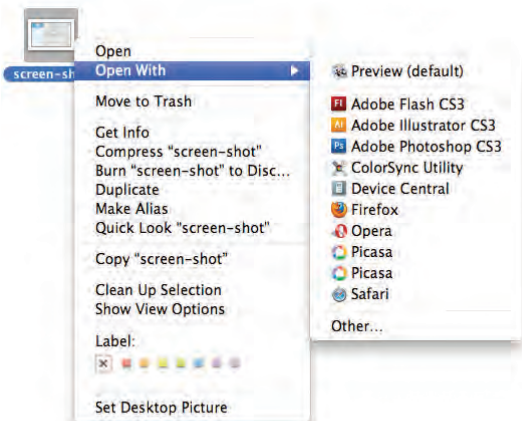 screen-sh
Open
Open With
Move to Trash
Get Info
Compress "screen-shot"
Burn "screen-shot" to Disc...
Duplicate
Make Alias
Quick Look "screen-shot"
Copy "screen-shot"
Clean Up Selection
Show View Options
Label:
Set Desktop Picture
Preview (default)
Adobe Flash CS3
Adobe Illustrator CS3
Adobe Photoshop CS3
ColorSync Utility
Device Central
Firefox
Opera
Picasa
Picasa
Safari
Other...